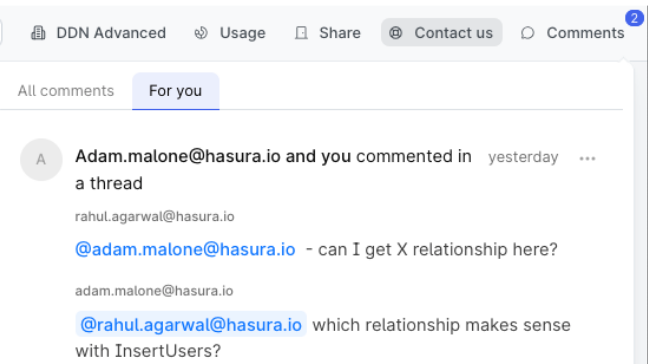 DDN Advanced Usage Share Contact us Comments 2
All comments For you
A Adam.malone@hasura.io and you commented in yesterday ...
a thread
rahul.agarwal@hasura.io
@adam.malone@hasura.io - can I get X relationship here?
adam.malone@hasura.io
@rahul.agarwal@hasura.io which relationship makes sense
with InsertUsers?